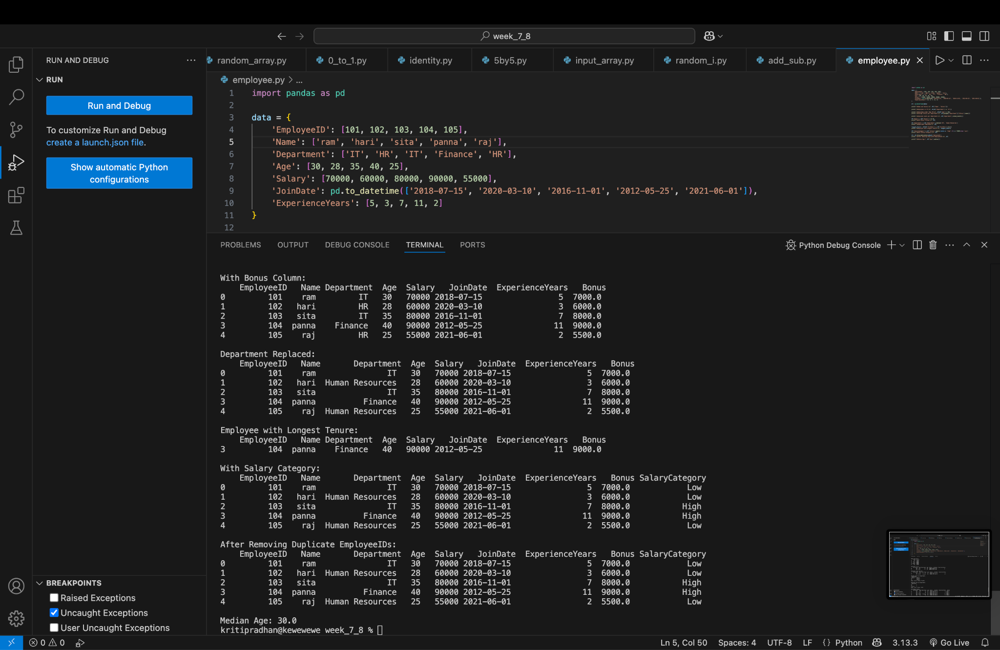 week_7_8
RUN AND DEBUG ...
RUN
Run and Debug
To customize Run and Debug
create a launch.json file.
Show automatic Python
configurations
random_array.py 0_to_1.py identity.py 5by5.py input_array.py random_i.py add_sub.py employee.py
employee.py > ...
1 import pandas as pd
2
3 data = {
4 'EmployeeID': [101, 102, 103, 104, 105],
5 'Name': ['ram', 'hari', 'sita', 'panna', 'raj'],
6 'Department': ['IT', 'HR', 'IT', 'Finance', 'HR'],
7 'Age': [30, 28, 35, 40, 25],
8 'Salary': [70000, 60000, 80000, 90000, 55000],
9 'JoinDate': pd.to_datetime(['2018-07-15', '2020-03-10', '2016-11-01', '2012-05-25', '2021-06-01']),
10 'ExperienceYears': [5, 3, 7, 11, 2]
11 }
12
PROBLEMS OUTPUT DEBUG CONSOLE TERMINAL PORTS
Python Debug Console
With Bonus Column:
EmployeeID Name Department Age Salary JoinDate ExperienceYears Bonus
0 101 ram IT 30 70000 2018-07-15 5 7000.0
1 102 hari HR 28 60000 2020-03-10 3 6000.0
2 103 sita IT 35 80000 2016-11-01 7 8000.0
3 104 panna Finance 40 90000 2012-05-25 11 9000.0
4 105 raj HR 25 55000 2021-06-01 2 5500.0
Department Replaced:
EmployeeID Name Department Age Salary JoinDate ExperienceYears Bonus
0 101 ram IT 30 70000 2018-07-15 5 7000.0
1 102 hari Human Resources 28 60000 2020-03-10 3 6000.0
2 103 sita IT 35 80000 2016-11-01 7 8000.0
3 104 panna Finance 40 90000 2012-05-25 11 9000.0
4 105 raj Human Resources 25 55000 2021-06-01 2 5500.0
Employee with Longest Tenure:
EmployeeID Name Department Age Salary JoinDate ExperienceYears Bonus
3 104 panna Finance 40 90000 2012-05-25 11 9000.0
With Salary Category:
EmployeeID Name Department Age Salary JoinDate ExperienceYears Bonus SalaryCategory
0 101 ram IT 30 70000 2018-07-15 5 7000.0 Low
1 102 hari Human Resources 28 60000 2020-03-10 3 6000.0 Low
2 103 sita IT 35 80000 2016-11-01 7 8000.0 High
3 104 panna Finance 40 90000 2012-05-25 11 9000.0 High
4 105 raj Human Resources 25 55000 2021-06-01 2 5500.0 Low
After Removing Duplicate EmployeeIDs:
EmployeeID Name Department Age Salary JoinDate ExperienceYears Bonus SalaryCategory
0 101 ram IT 30 70000 2018-07-15 5 7000.0 Low
1 102 hari Human Resources 28 60000 2020-03-10 3 6000.0 Low
2 103 sita IT 35 80000 2016-11-01 7 8000.0 High
3 104 panna Finance 40 90000 2012-05-25 11 9000.0 High
4 105 raj Human Resources 25 55000 2021-06-01 2 5500.0 Low
Median Age: 30.0
kritipradhan@kewewewe week_7_8 %
BREAKPOINTS
Raised Exceptions
Uncaught Exceptions
User Uncaught Exceptions
0 0 Ln 5, Col 50 Spaces: 4 UTF-8 LF {} Python 3.13.3 Go Live